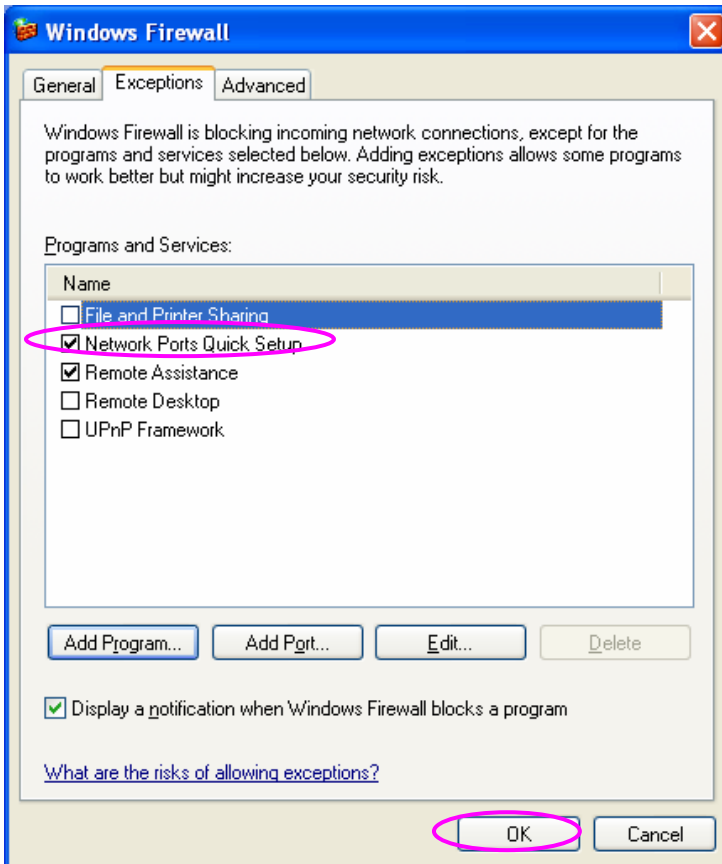 Windows Firewall
General Exceptions Advanced
Windows Firewall is blocking incoming network connections, except for the
programs and services selected below. Adding exceptions allows some programs
to work better but might increase your security risk.
Programs and Services:
Name
File and Printer Sharing
Network Ports Quick Setup
Remote Assistance
Remote Desktop
UPnP Framework
Add Program... Add Port... Edit... Delete
Display a notification when Windows Firewall blocks a program
What are the risks of allowing exceptions?
OK Cancel